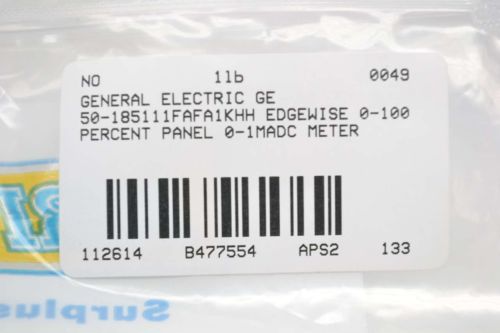 NO 1lb 0049
GENERAL ELECTRIC GE
50-185111FAFA1KHH EDGEWISE 0-100
PERCENT PANEL 0-1MADC METER
112614 B477554 APS2 133
Surplus